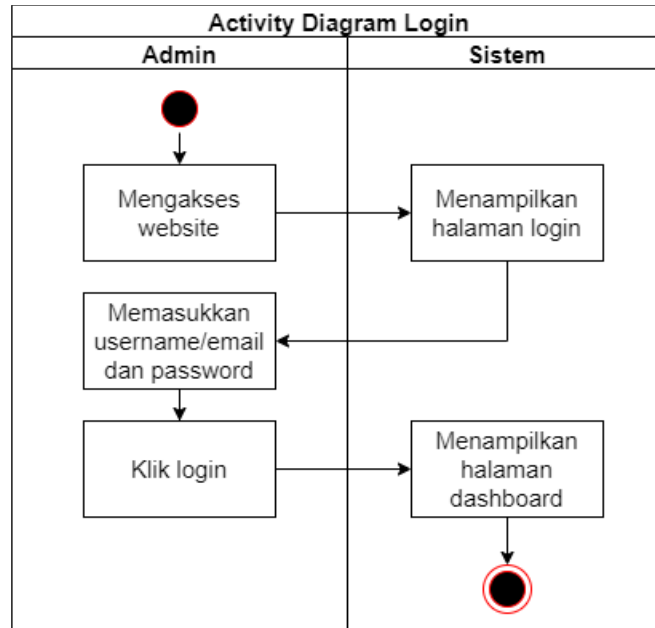 Activity Diagram Login
Admin
Sistem
Mengakses
website
Menampilkan
halaman login
Memasukkan
username/email
dan password
Klik login
Menampilkan
halaman
dashboard